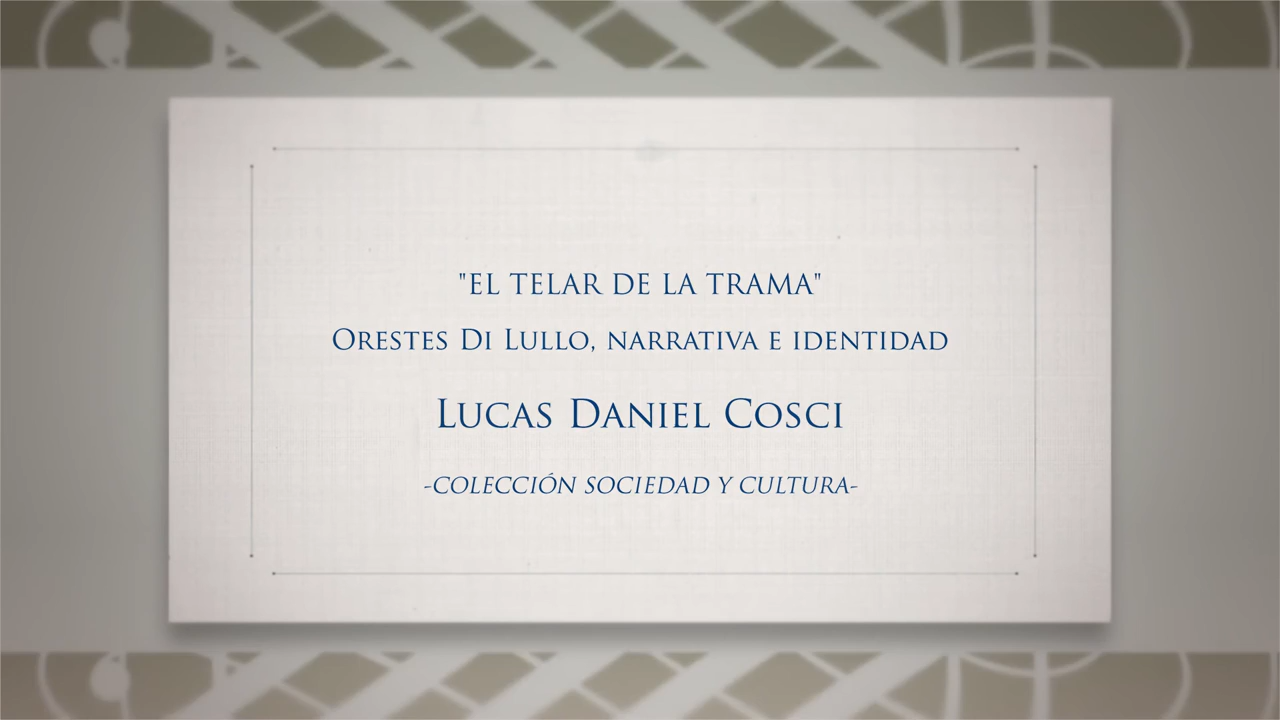 "EL TELAR DE LA TRAMA"
ORESTES DI LULLO, NARRATIVA E IDENTIDAD
LUCAS DANIEL COSCI
-COLECCIÓN SOCIEDAD Y CULTURA-